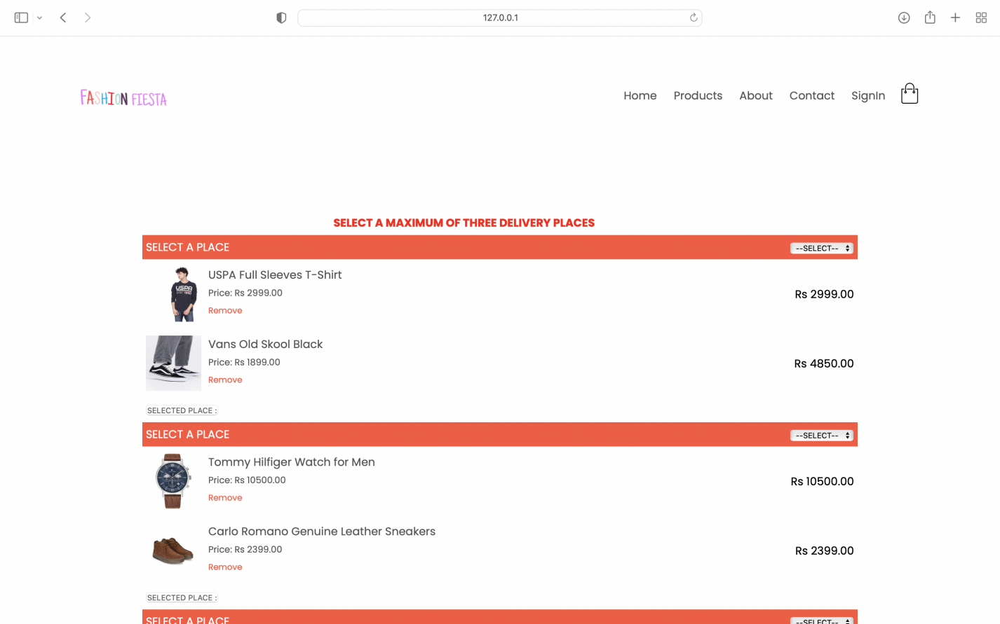 127.0.0.1
FASHION FIESTA
Home Products About Contact SignIn
SELECT A MAXIMUM OF THREE DELIVERY PLACES
SELECT A PLACE --SELECT--
USPA Full Sleeves T-Shirt
Price: Rs 2999.00
Rs 2999.00
Remove
USPA
Vans Old Skool Black
Price: Rs 1899.00
Rs 4850.00
Remove
SELECTED PLACE :
SELECT A PLACE --SELECT--
Tommy Hilfiger Watch for Men
Price: Rs 10500.00
Rs 10500.00
Remove
Carlo Romano Genuine Leather Sneakers
Price: Rs 2399.00
Rs 2399.00
Remove
SELECTED PLACE :
SELECT A PLACE --SELECT--